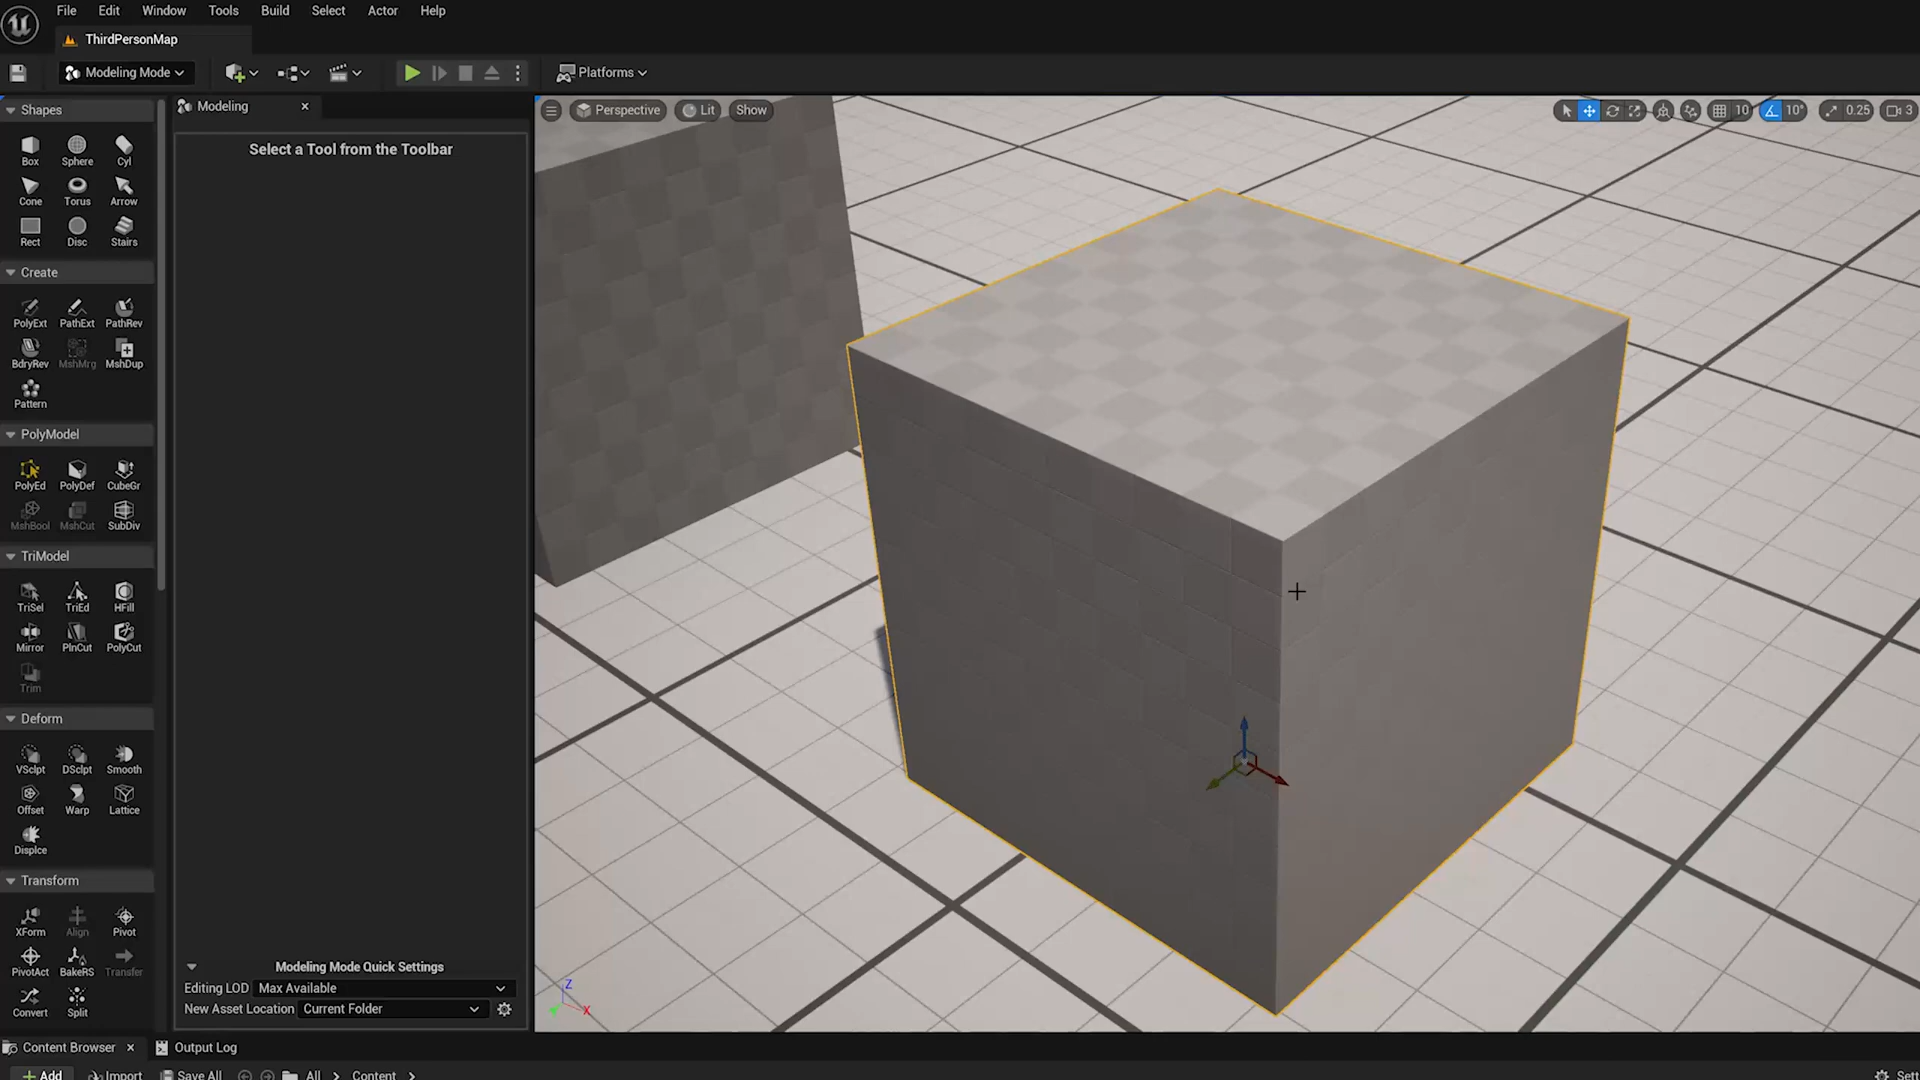 File Edit Window Tools Build Select Actor Help
ThirdPersonMap
Modeling Mode Platforms
Shapes
Box Sphere Cyl
Cone Torus Arrow
Rect Disc Stairs
Create
PolyExt PathExt PathRev
BdryRev MshMrg MshDup
Pattern
PolyModel
PolyEd PolyDef CubeGr
MshBool MshCut SubDiv
TriModel
TriSel TriEd HFill
Mirror PlnCut PolyCut
Trim
Deform
VSclpt DSclpt Smooth
Offset Warp Lattice
Displce
Transform
XForm Align Pivot
PivotAct BakeRS Transfer
Convert Split
Modeling
Select a Tool from the Toolbar
Modeling Mode Quick Settings
Editing LOD Max Available
New Asset Location Current Folder
Perspective Lit Show
10 10° 0.25 3
Z
X
Content Browser Output Log
Add Import Save All All Content
Sett